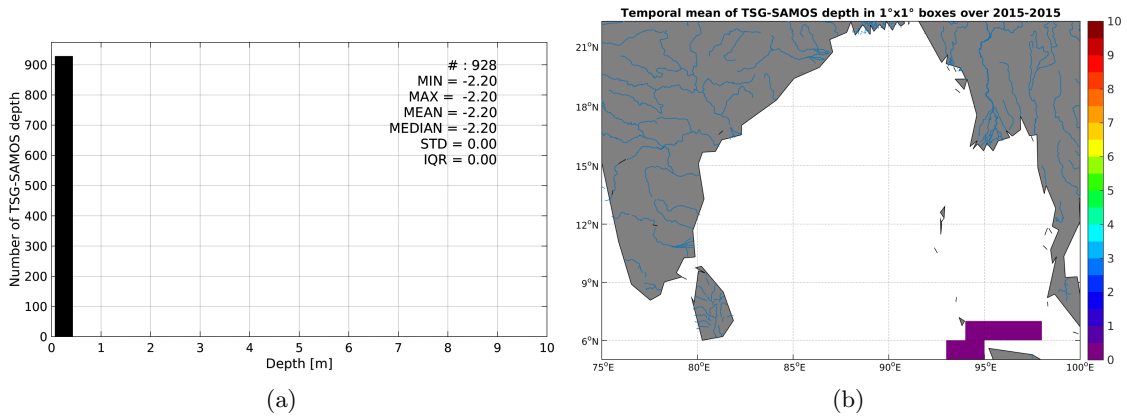 Number of TSG-SAMOS depth
900
800
700
600
500
400
300
200
100
0
# : 928
MIN = -2.20
MAX = -2.20
MEAN = -2.20
MEDIAN = -2.20
STD = 0.00
IQR = 0.00
0 1 2 3 4 5 6 7 8 9 10
Depth [m]
(a)
Temporal mean of TSG-SAMOS depth in 1°x1° boxes over 2015-2015
21°N
18°N
15°N
12°N
9°N
6°N
75°E 80°E 85°E 90°E 95°E 100°E
10
9
8
7
6
5
4
3
2
1
0
(b)